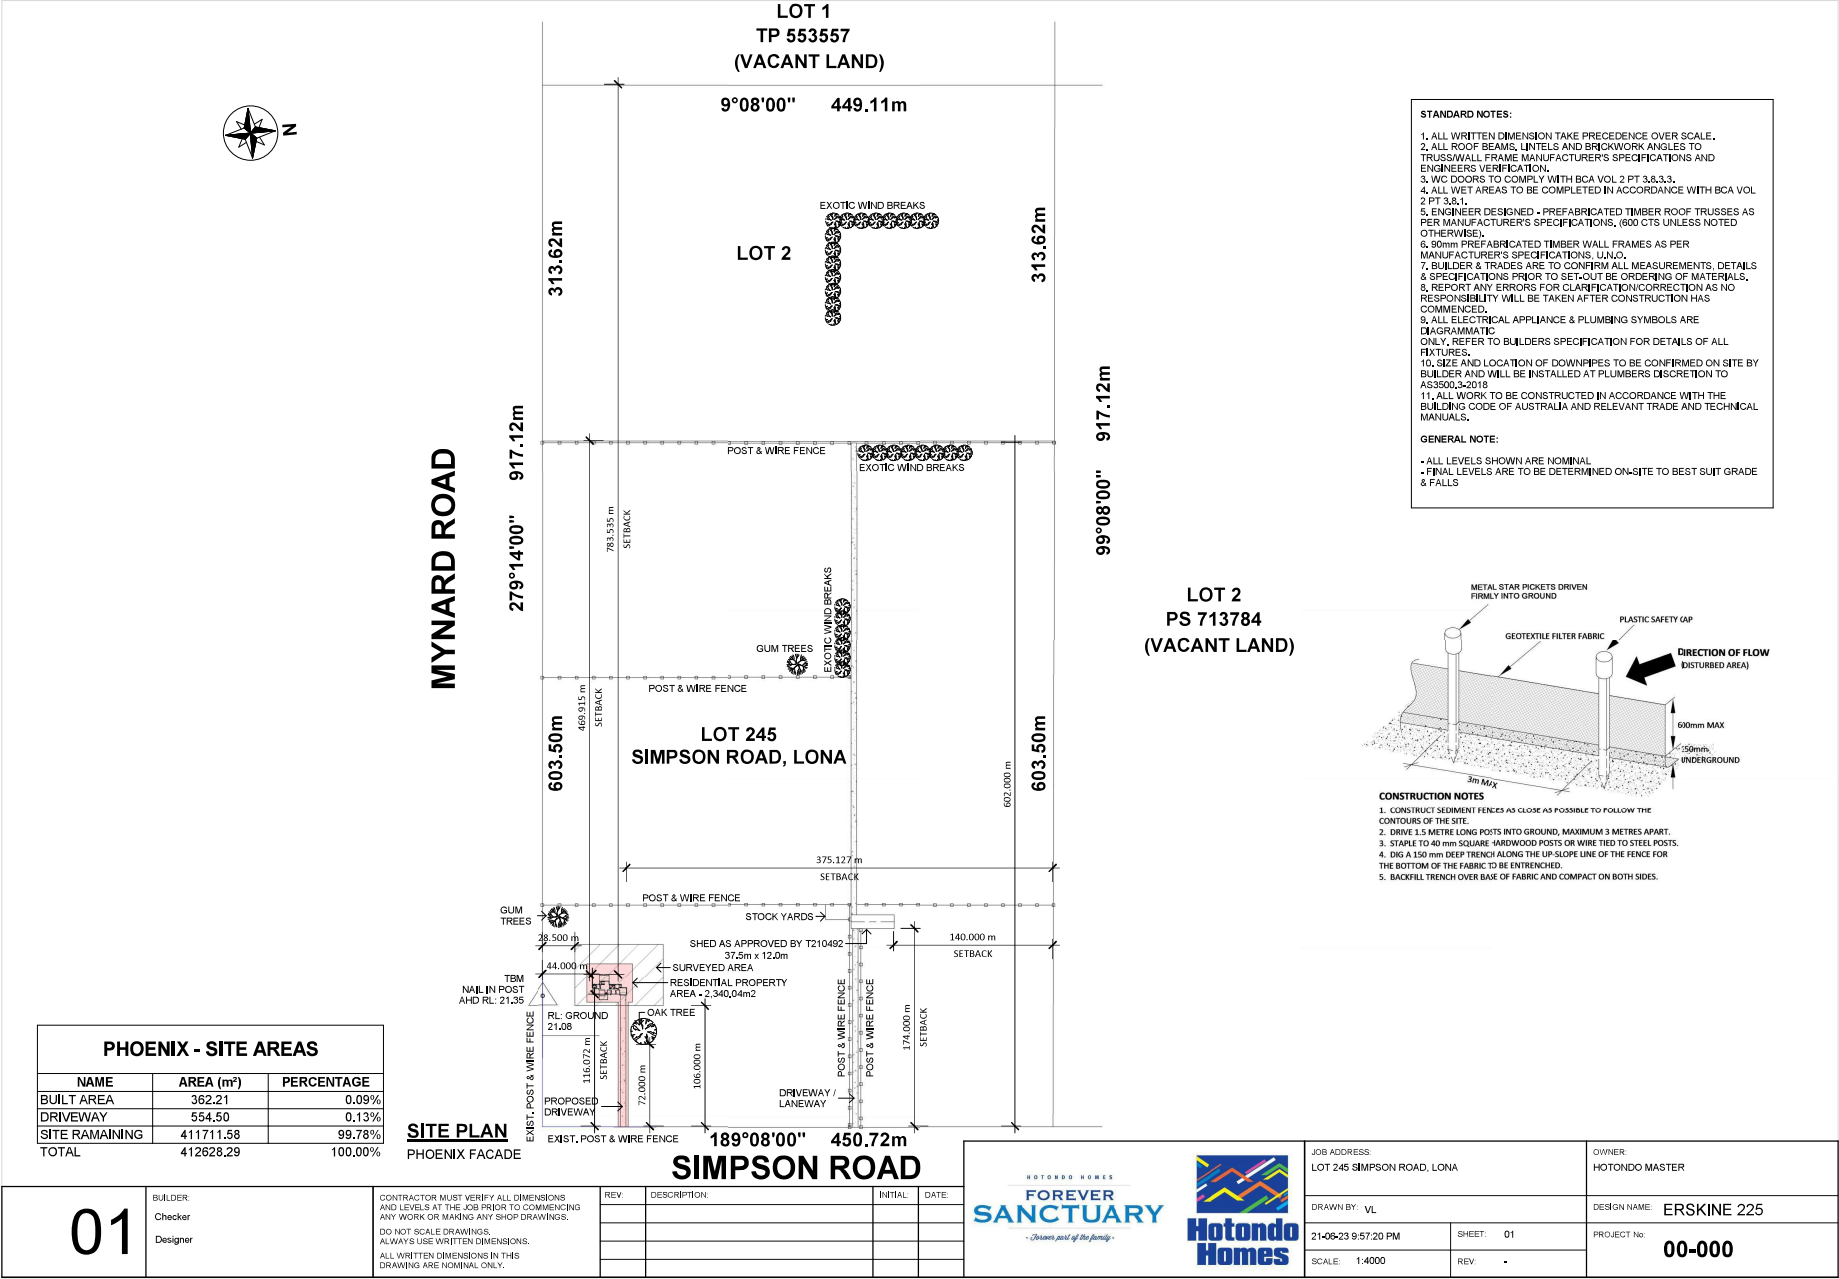 LOT 1
TP 553557
(VACANT LAND)
9°08'00" 449.11m
N
313.62m
LOT 2
EXOTIC WIND BREAKS
313.62m
MYNARD ROAD
279°14'00" 917.12m
99°08'00" 917.12m
POST & WIRE FENCE
EXOTIC WIND BREAKS
783.535 m
SETBACK
EXOTIC WIND BREAKS
GUM TREES
POST & WIRE FENCE
469.915 m
SETBACK
603.50m
LOT 245
SIMPSON ROAD, LONA
602.000 m
603.50m
LOT 2
PS 713784
(VACANT LAND)
375.127 m
SETBACK
POST & WIRE FENCE
GUM
TREES
STOCK YARDS
28.500 m
SHED AS APPROVED BY T210492
37.5m x 12.0m
140.000 m
SETBACK
44.000 m
SURVEYED AREA
TBM
NAIL IN POST
AHD RL: 21.35
RESIDENTIAL PROPERTY
AREA - 2,340.04m2
RL: GROUND
21.08
OAK TREE
EXIST. POST & WIRE FENCE
116.072 m
SETBACK
72.000 m
106.000 m
POST & WIRE FENCE
POST & WIRE FENCE
174.000 m
SETBACK
PROPOSED
DRIVEWAY
DRIVEWAY /
LANEWAY
EXIST. POST & WIRE FENCE
189°08'00" 450.72m
SIMPSON ROAD
SITE PLAN
PHOENIX FACADE
PHOENIX - SITE AREAS
NAME AREA (m²) PERCENTAGE
BUILT AREA 362.21 0.09%
DRIVEWAY 554.50 0.13%
SITE RAMAINING 411711.58 99.78%
TOTAL 412628.29 100.00%
STANDARD NOTES:
1. ALL WRITTEN DIMENSION TAKE PRECEDENCE OVER SCALE.
2. ALL ROOF BEAMS, LINTELS AND BRICKWORK ANGLES TO
TRUSS/WALL FRAME MANUFACTURER'S SPECIFICATIONS AND
ENGINEERS VERIFICATION.
3. WC DOORS TO COMPLY WITH BCA VOL 2 PT 3.8.3.3.
4. ALL WET AREAS TO BE COMPLETED IN ACCORDANCE WITH BCA VOL
2 PT 3.8.1.
5. ENGINEER DESIGNED - PREFABRICATED TIMBER ROOF TRUSSES AS
PER MANUFACTURER'S SPECIFICATIONS, (600 CTS UNLESS NOTED
OTHERWISE).
6. 90mm PREFABRICATED TIMBER WALL FRAMES AS PER
MANUFACTURER'S SPECIFICATIONS, U.N.O.
7. BUILDER & TRADES ARE TO CONFIRM ALL MEASUREMENTS, DETAILS
& SPECIFICATIONS PRIOR TO SET-OUT BE ORDERING OF MATERIALS.
8. REPORT ANY ERRORS FOR CLARIFICATION/CORRECTION AS NO
RESPONSIBILITY WILL BE TAKEN AFTER CONSTRUCTION HAS
COMMENCED.
9. ALL ELECTRICAL APPLIANCE & PLUMBING SYMBOLS ARE
DIAGRAMMATIC
ONLY, REFER TO BUILDERS SPECIFICATION FOR DETAILS OF ALL
FIXTURES.
10. SIZE AND LOCATION OF DOWNPIPES TO BE CONFIRMED ON SITE BY
BUILDER AND WILL BE INSTALLED AT PLUMBERS DISCRETION TO
AS3500.3-2018
11. ALL WORK TO BE CONSTRUCTED IN ACCORDANCE WITH THE
BUILDING CODE OF AUSTRALIA AND RELEVANT TRADE AND TECHNICAL
MANUALS.
GENERAL NOTE:
- ALL LEVELS SHOWN ARE NOMINAL
- FINAL LEVELS ARE TO BE DETERMINED ON-SITE TO BEST SUIT GRADE
& FALLS
METAL STAR PICKETS DRIVEN
FIRMLY INTO GROUND
PLASTIC SAFETY CAP
GEOTEXTILE FILTER FABRIC
DIRECTION OF FLOW
(DISTURBED AREA)
600mm MAX
150mm
UNDERGROUND
3m MAX
CONSTRUCTION NOTES
1. CONSTRUCT SEDIMENT FENCES AS CLOSE AS POSSIBLE TO FOLLOW THE
CONTOURS OF THE SITE.
2. DRIVE 1.5 METRE LONG POSTS INTO GROUND, MAXIMUM 3 METRES APART.
3. STAPLE TO 40 mm SQUARE HARDWOOD POSTS OR WIRE TIED TO STEEL POSTS.
4. DIG A 150 mm DEEP TRENCH ALONG THE UP-SLOPE LINE OF THE FENCE FOR
THE BOTTOM OF THE FABRIC TO BE ENTRENCHED.
5. BACKFILL TRENCH OVER BASE OF FABRIC AND COMPACT ON BOTH SIDES.
01
BUILDER:
Checker
Designer
CONTRACTOR MUST VERIFY ALL DIMENSIONS
AND LEVELS AT THE JOB PRIOR TO COMMENCING
ANY WORK OR MAKING ANY SHOP DRAWINGS.
DO NOT SCALE DRAWINGS,
ALWAYS USE WRITTEN DIMENSIONS.
ALL WRITTEN DIMENSIONS IN THIS
DRAWING ARE NOMINAL ONLY.
REV: DESCRIPTION: INITIAL: DATE:
HOTONDO HOMES
FOREVER
SANCTUARY
- Forever part of the family -
Hotondo
Homes
JOB ADDRESS:
LOT 245 SIMPSON ROAD, LONA
OWNER:
HOTONDO MASTER
DRAWN BY: VL
DESIGN NAME: ERSKINE 225
21-06-23 9:57:20 PM
SHEET: 01
PROJECT No:
00-000
SCALE: 1:4000
REV: -